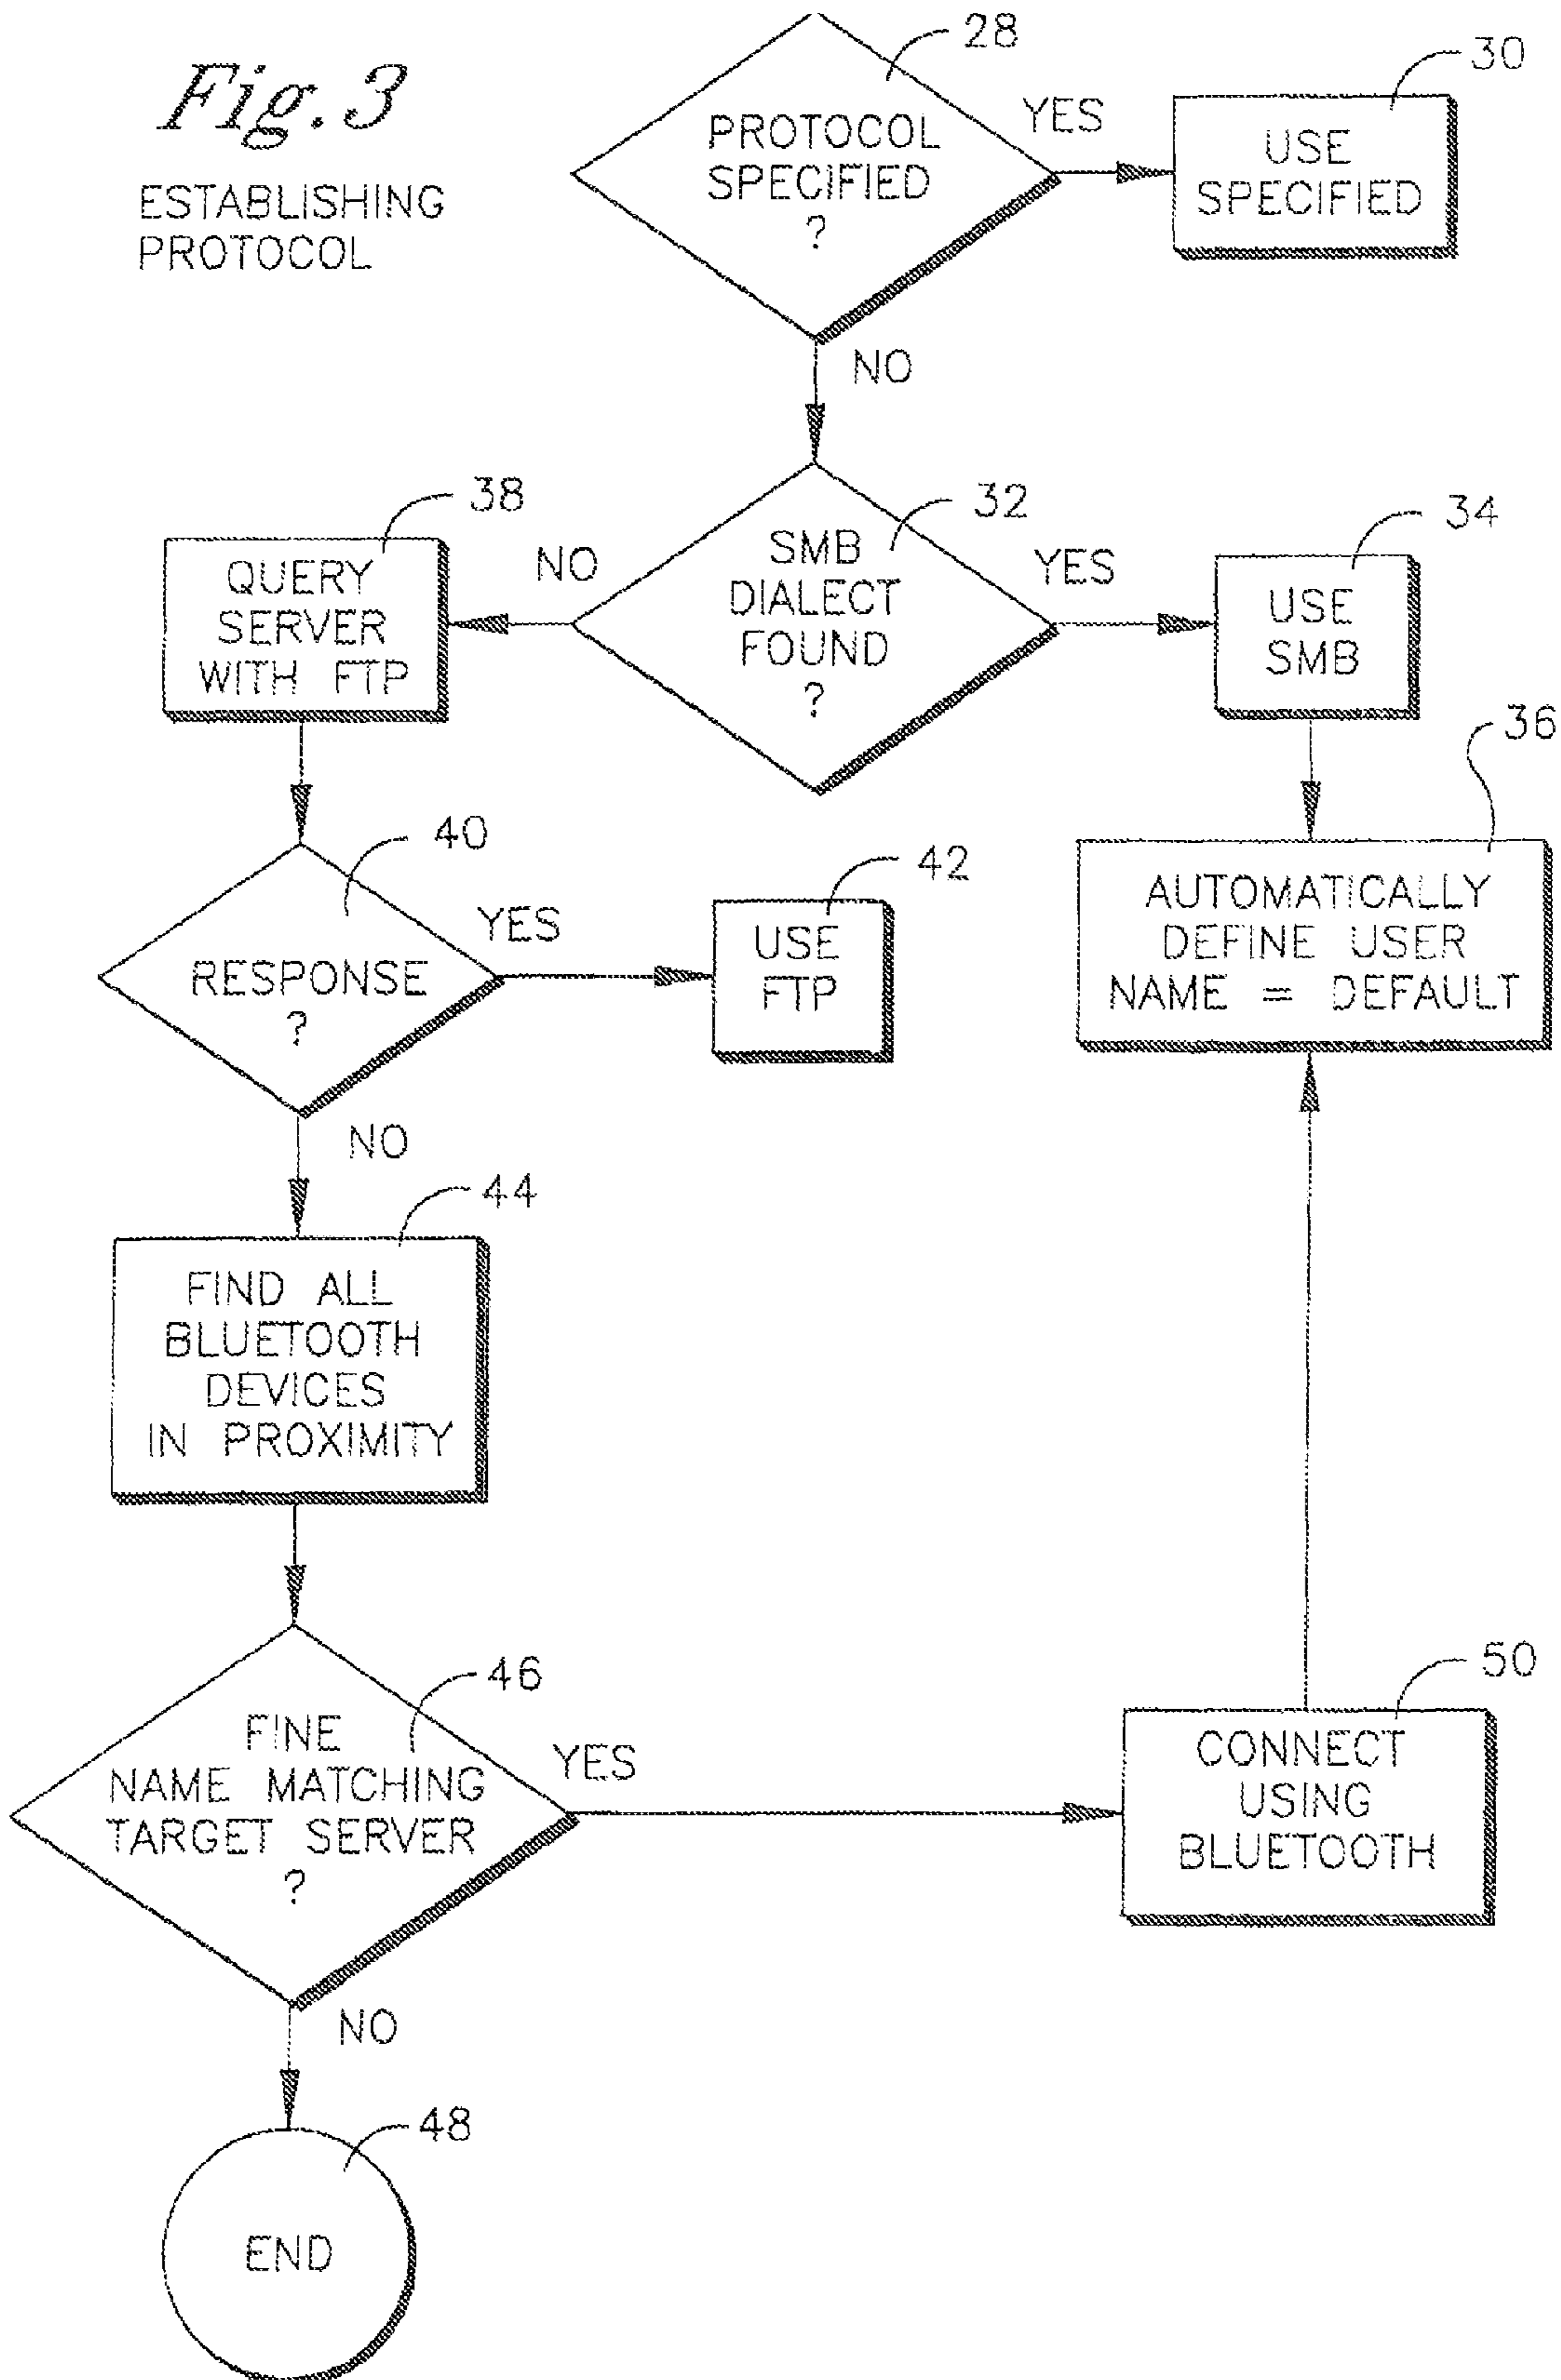 Fig. 3
ESTABLISHING
PROTOCOL
28
PROTOCOL
SPECIFIED
?
YES
30
USE
SPECIFIED
NO
32
SMB
DIALECT
FOUND
?
YES
34
USE
SMB
36
AUTOMATICALLY
DEFINE USER
NAME = DEFAULT
NO
38
QUERY
SERVER
WITH FTP
40
RESPONSE
?
YES
42
USE
FTP
NO
44
FIND ALL
BLUETOOTH
DEVICES
IN PROXIMITY
46
FINE
NAME MATCHING
TARGET SERVER
?
YES
50
CONNECT
USING
BLUETOOTH
NO
48
END